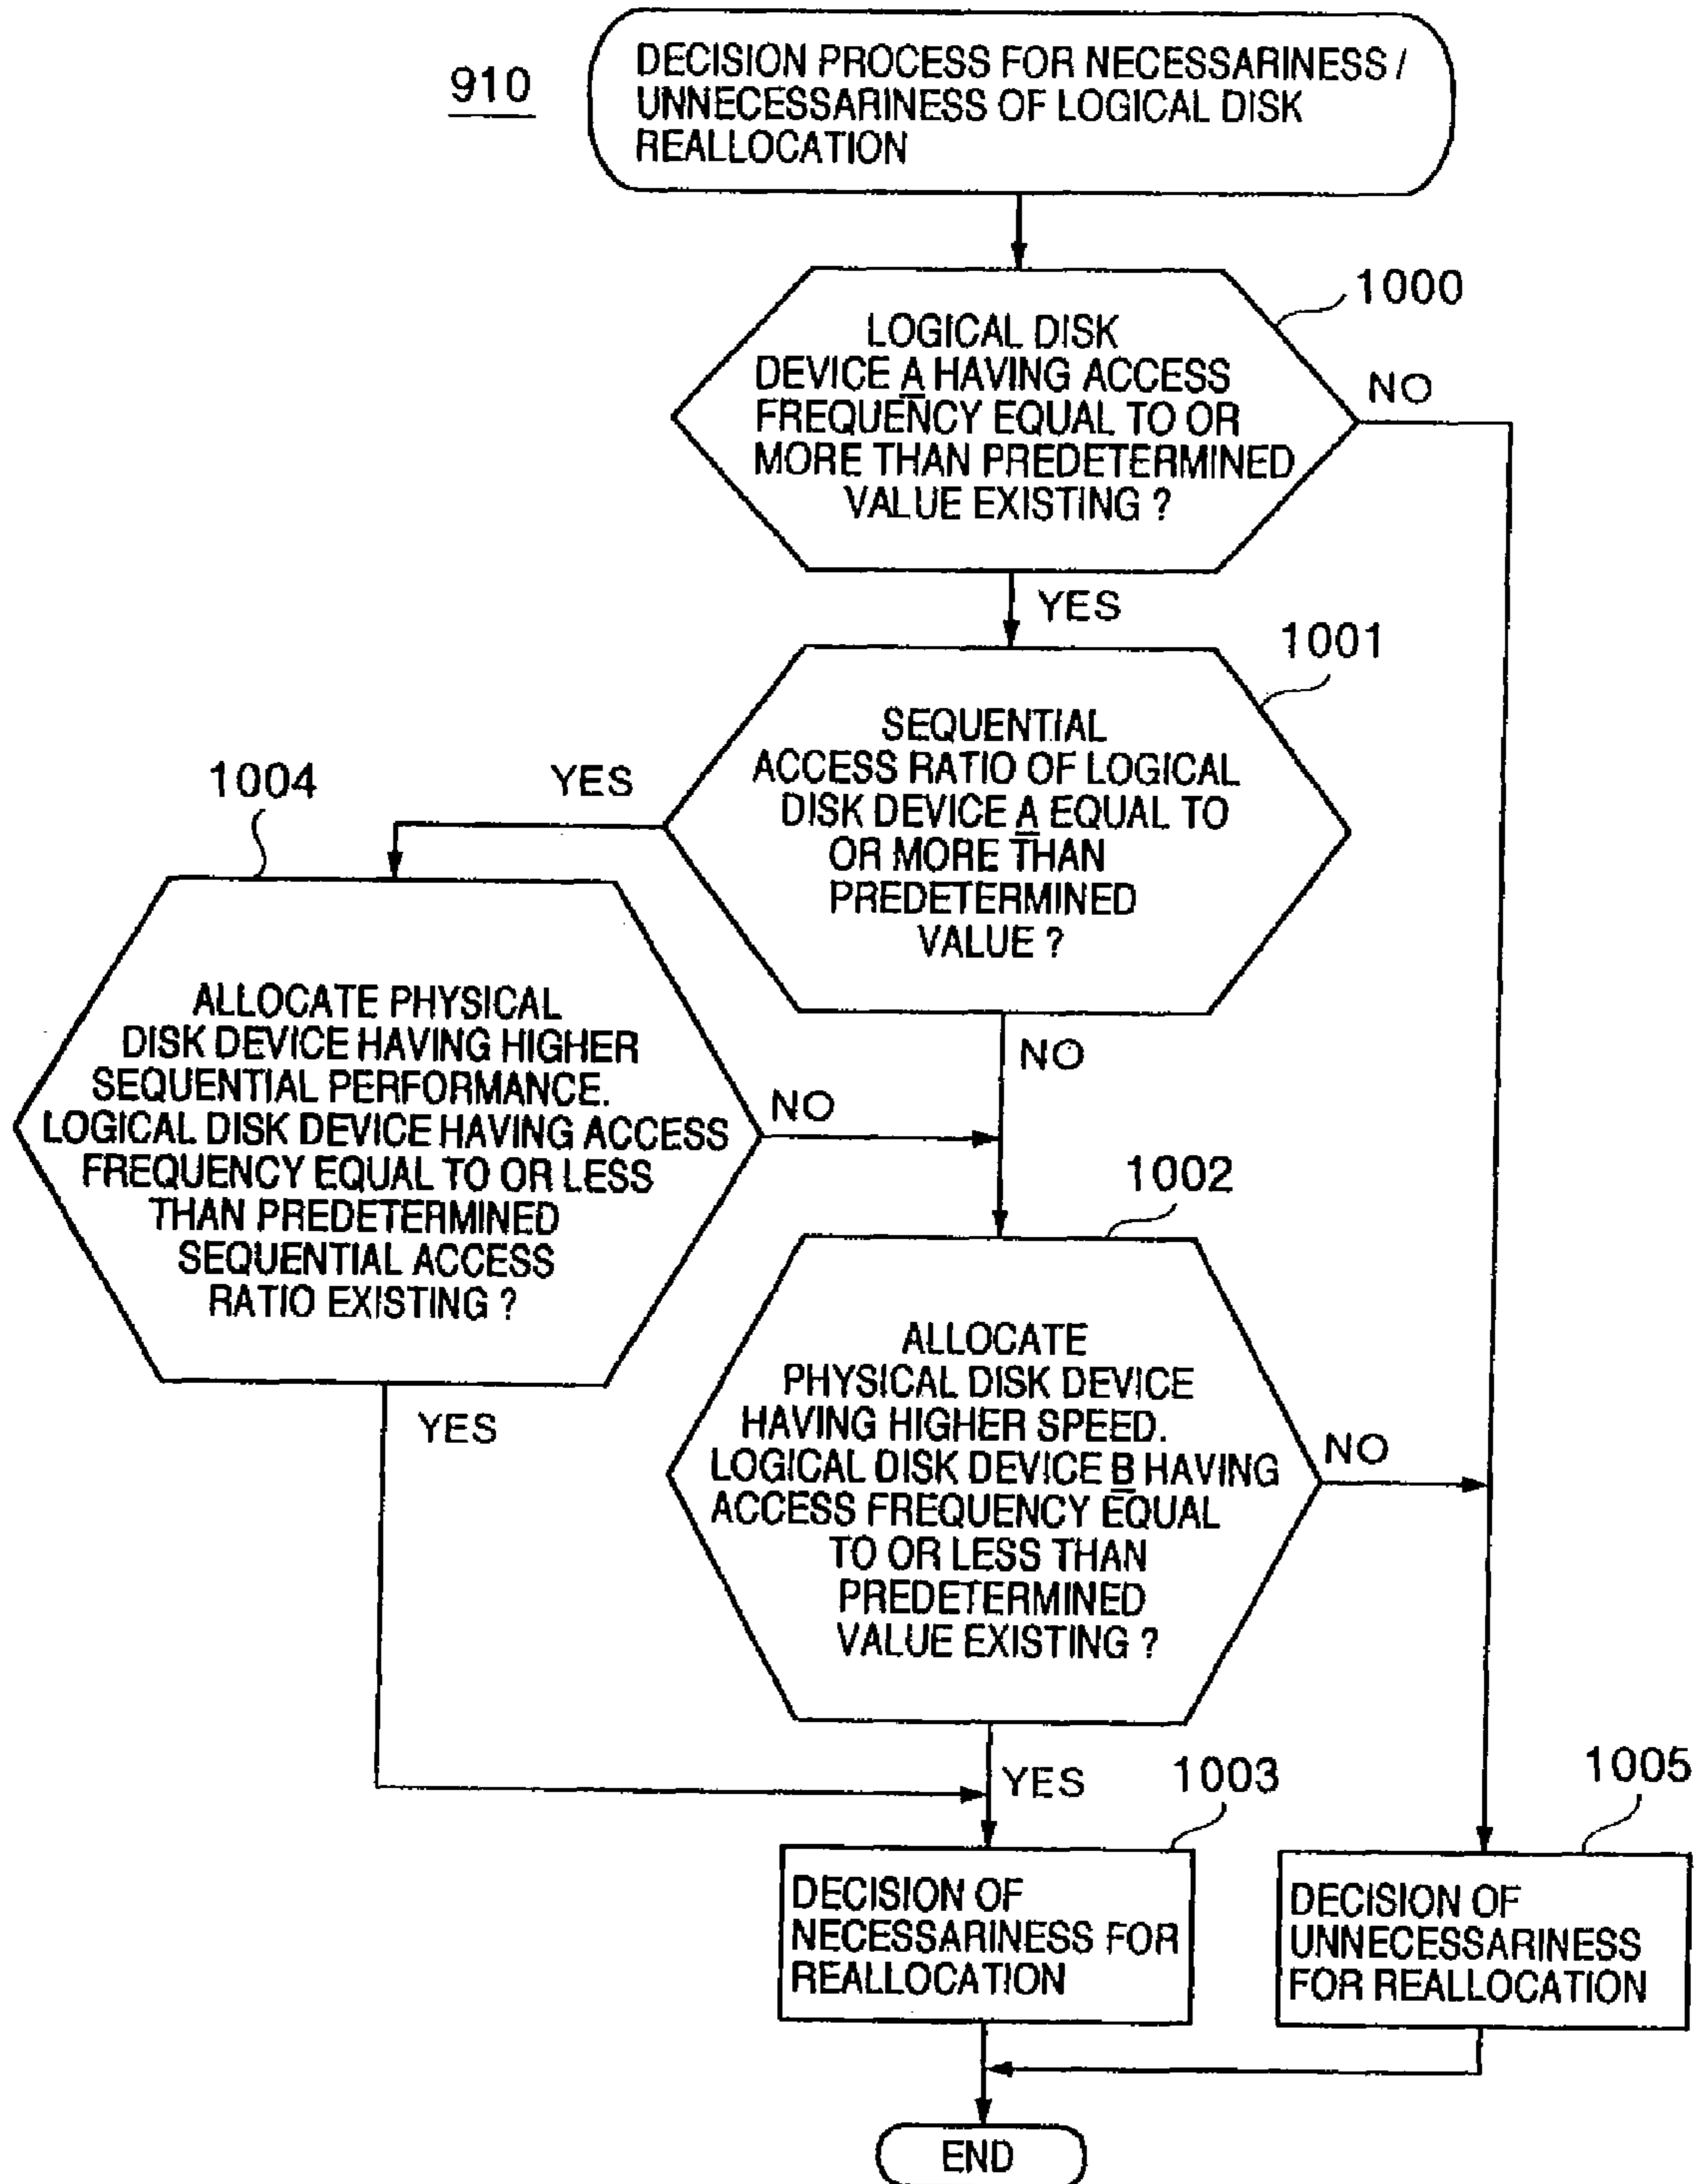 910
DECISION PROCESS FOR NECESSARINESS /
UNNECESSARINESS OF LOGICAL DISK
REALLOCATION
1000
LOGICAL DISK
DEVICE A HAVING ACCESS
FREQUENCY EQUAL TO OR
MORE THAN PREDETERMINED
VALUE EXISTING ?
NO
YES
1001
SEQUENTIAL
ACCESS RATIO OF LOGICAL
DISK DEVICE A EQUAL TO
OR MORE THAN
PREDETERMINED
VALUE ?
YES
NO
1004
ALLOCATE PHYSICAL
DISK DEVICE HAVING HIGHER
SEQUENTIAL PERFORMANCE.
LOGICAL DISK DEVICE HAVING ACCESS
FREQUENCY EQUAL TO OR LESS
THAN PREDETERMINED
SEQUENTIAL ACCESS
RATIO EXISTING ?
NO
YES
1002
ALLOCATE
PHYSICAL DISK DEVICE
HAVING HIGHER SPEED.
LOGICAL DISK DEVICE B HAVING
ACCESS FREQUENCY EQUAL
TO OR LESS THAN
PREDETERMINED
VALUE EXISTING ?
NO
YES
1003
DECISION OF
NECESSARINESS FOR
REALLOCATION
1005
DECISION OF
UNNECESSARINESS
FOR REALLOCATION
END